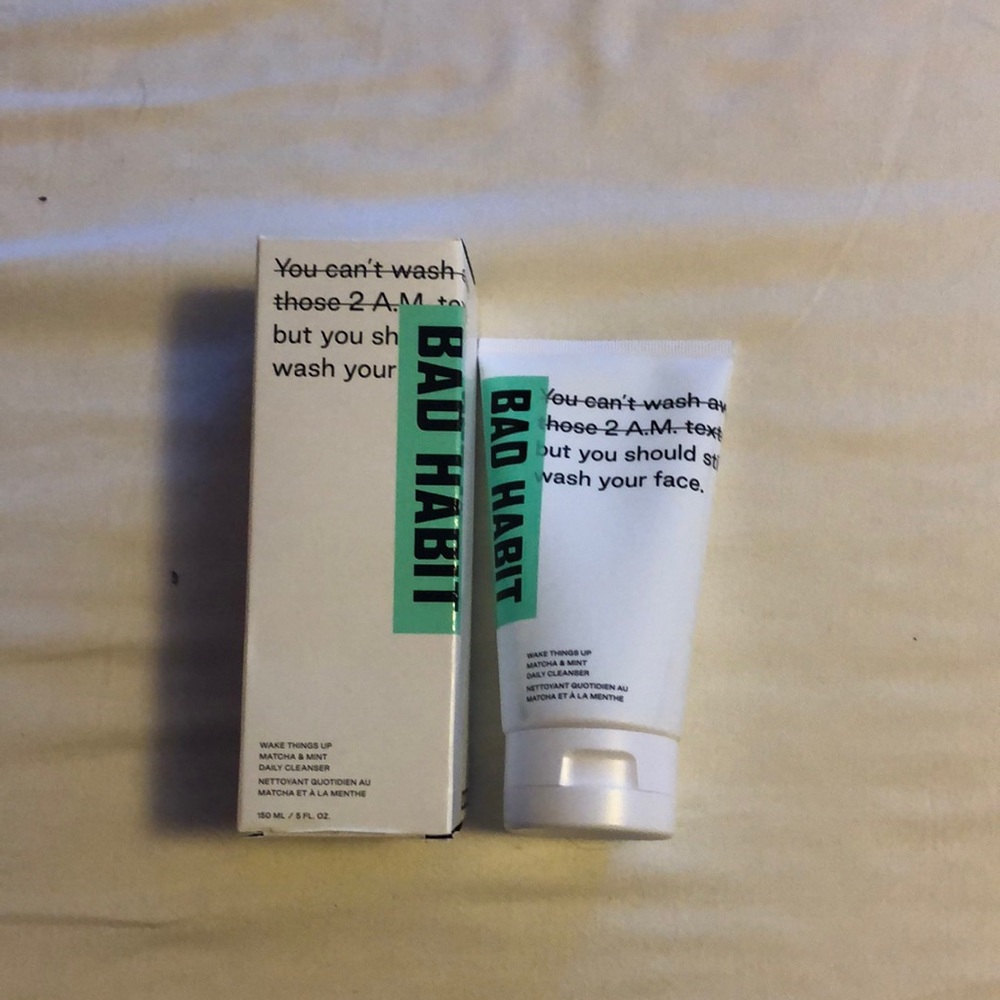 You can't wash
those 2 A.M.
but you
wash your
BAD HABIT
WAKE THINGS UP
MATCHA & MINT
DAILY CLEANSER
NETTOYANT QUOTIDIEN AU
MATCHA ET À LA MENTHE
150 ML / 5 FL. OZ.
BAD HABIT
You can't wash
those 2 A.M.
but you should
wash your face.
WAKE THINGS UP
MATCHA & MINT
DAILY CLEANSER
NETTOYANT QUOTIDIEN AU
MATCHA ET À LA MENTHE